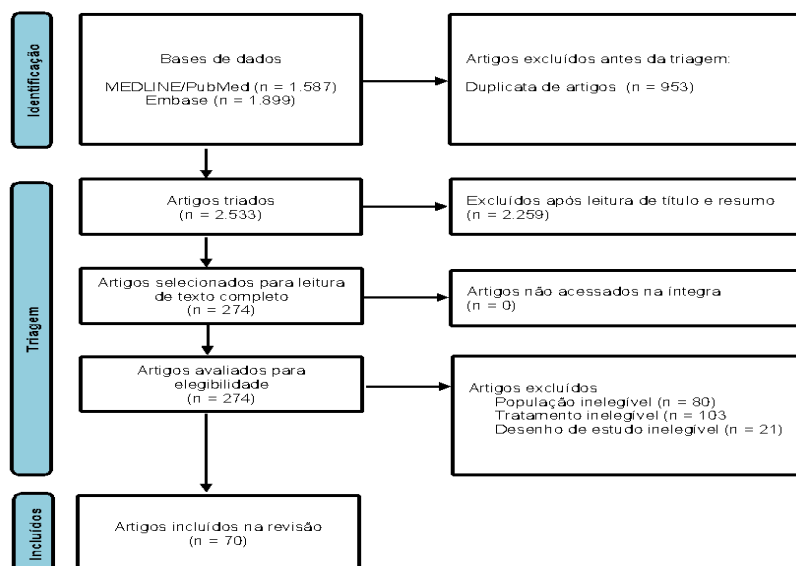 Identificação
Bases de dados
MEDLINE/PubMed (n = 1.587)
Embase (n = 1.899)
Artigos excluídos antes da triagem:
Duplicata de artigos (n = 953)
Triagem
Artigos triados
(n = 2.533)
Excluídos após leitura de título e resumo
(n = 2.259)
Artigos selecionados para leitura
de texto completo
(n = 274)
Artigos não acessados na íntegra
(n = 0)
Artigos avaliados para
elegibilidade
(n = 274)
Artigos excluídos
População inelegível (n = 80)
Tratamento inelegível (n = 103
Desenho de estudo inelegível (n = 21)
Incluídos
Artigos incluídos na revisão
(n = 70)